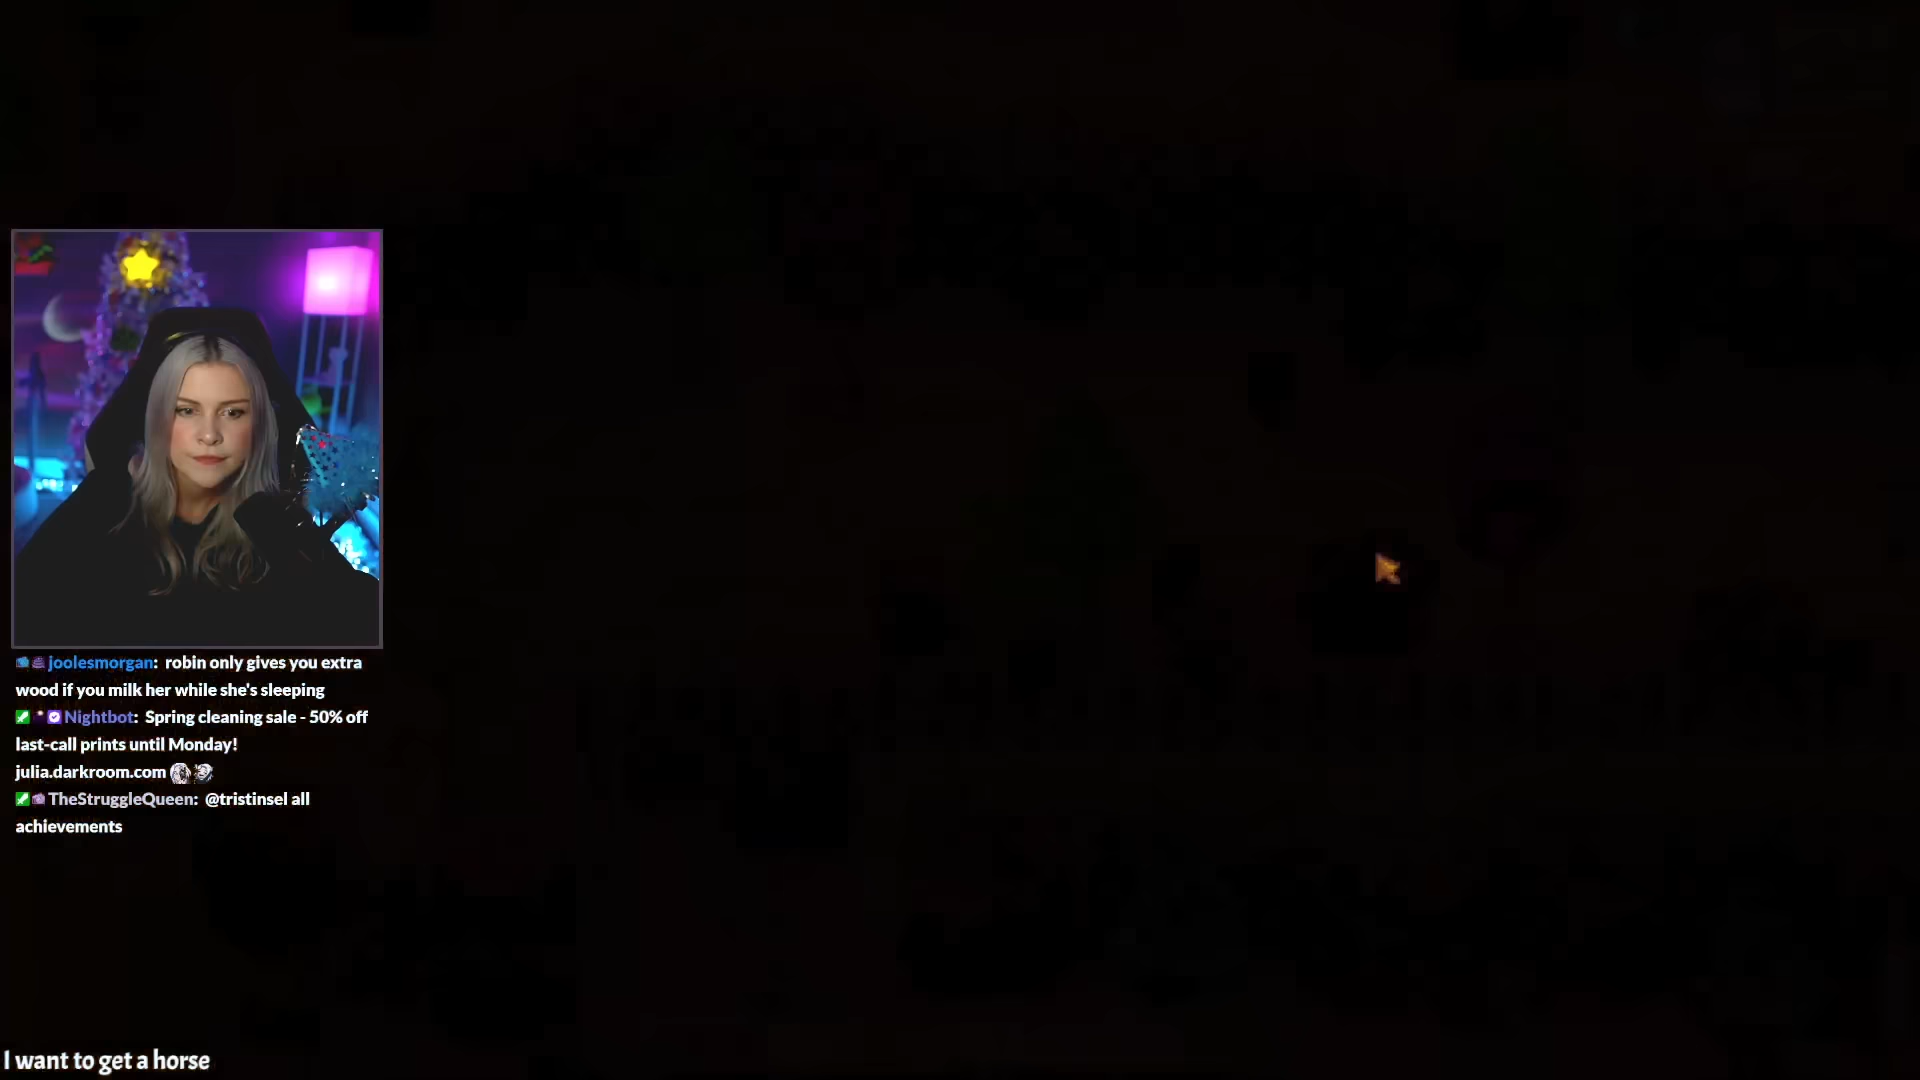 joolesmorgan: robin only gives you extra
wood if you milk her while she's sleeping
Nightbot: Spring cleaning sale - 50% off
last-call prints until Monday!
julia.darkroom.com
TheStruggleQueen: @tristinsel all
achievements
I want to get a horse